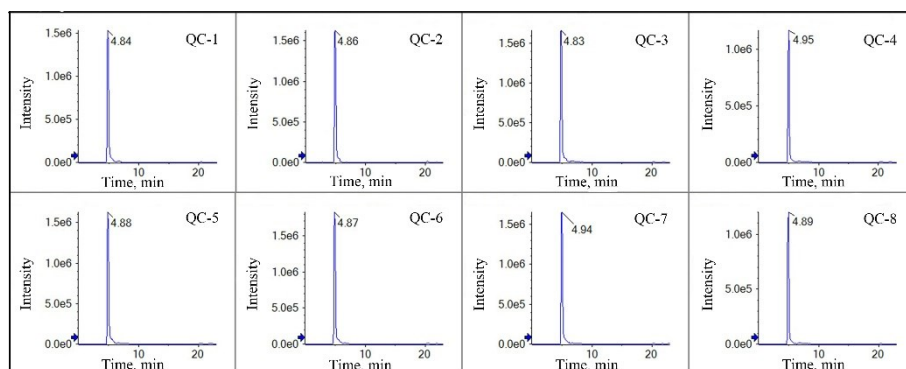 Intensity
1.5e6
1.0e6
5.0e5
0.0e0
4.84
QC-1
10
20
Time, min
Intensity
1.5e6
1.0e6
5.0e5
0.0e0
4.86
QC-2
10
20
Time, min
Intensity
1.5e6
1.0e6
5.0e5
0.0e0
4.83
QC-3
10
20
Time, min
Intensity
1.0e6
5.0e5
0.0e0
4.95
QC-4
10
20
Time, min
Intensity
1.5e6
1.0e6
5.0e5
0.0e0
4.88
QC-5
10
20
Time, min
Intensity
1.5e6
1.0e6
5.0e5
0.0e0
4.87
QC-6
10
20
Time, min
Intensity
1.5e6
1.0e6
5.0e5
0.0e0
4.94
QC-7
10
20
Time, min
Intensity
1.0e6
5.0e5
0.0e0
4.89
QC-8
10
20
Time, min